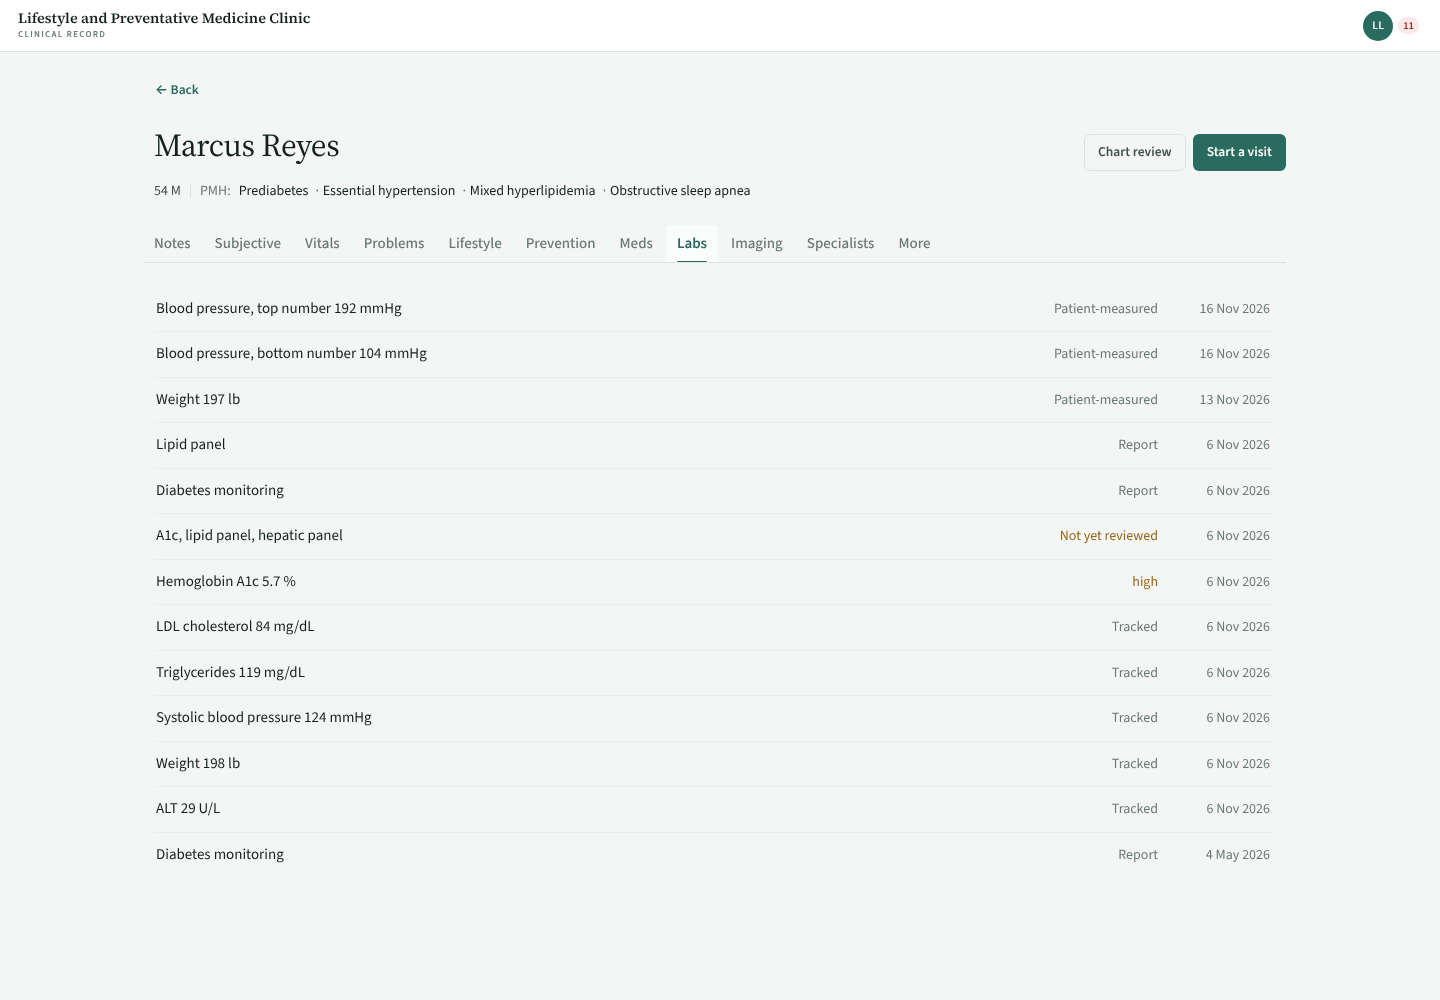 Lifestyle and Preventative Medicine Clinic
CLINICAL RECORD
LL 11
← Back
Marcus Reyes
Chart review Start a visit
54 M PMH: Prediabetes · Essential hypertension · Mixed hyperlipidemia · Obstructive sleep apnea
Notes Subjective Vitals Problems Lifestyle Prevention Meds Labs Imaging Specialists More
Blood pressure, top number 192 mmHg Patient-measured 16 Nov 2026
Blood pressure, bottom number 104 mmHg Patient-measured 16 Nov 2026
Weight 197 lb Patient-measured 13 Nov 2026
Lipid panel Report 6 Nov 2026
Diabetes monitoring Report 6 Nov 2026
A1c, lipid panel, hepatic panel Not yet reviewed 6 Nov 2026
Hemoglobin A1c 5.7 % high 6 Nov 2026
LDL cholesterol 84 mg/dL Tracked 6 Nov 2026
Triglycerides 119 mg/dL Tracked 6 Nov 2026
Systolic blood pressure 124 mmHg Tracked 6 Nov 2026
Weight 198 lb Tracked 6 Nov 2026
ALT 29 U/L Tracked 6 Nov 2026
Diabetes monitoring Report 4 May 2026